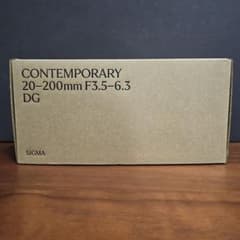 CONTEMPORARY
20–200mm F3.5–6.3
DG
SIGMA